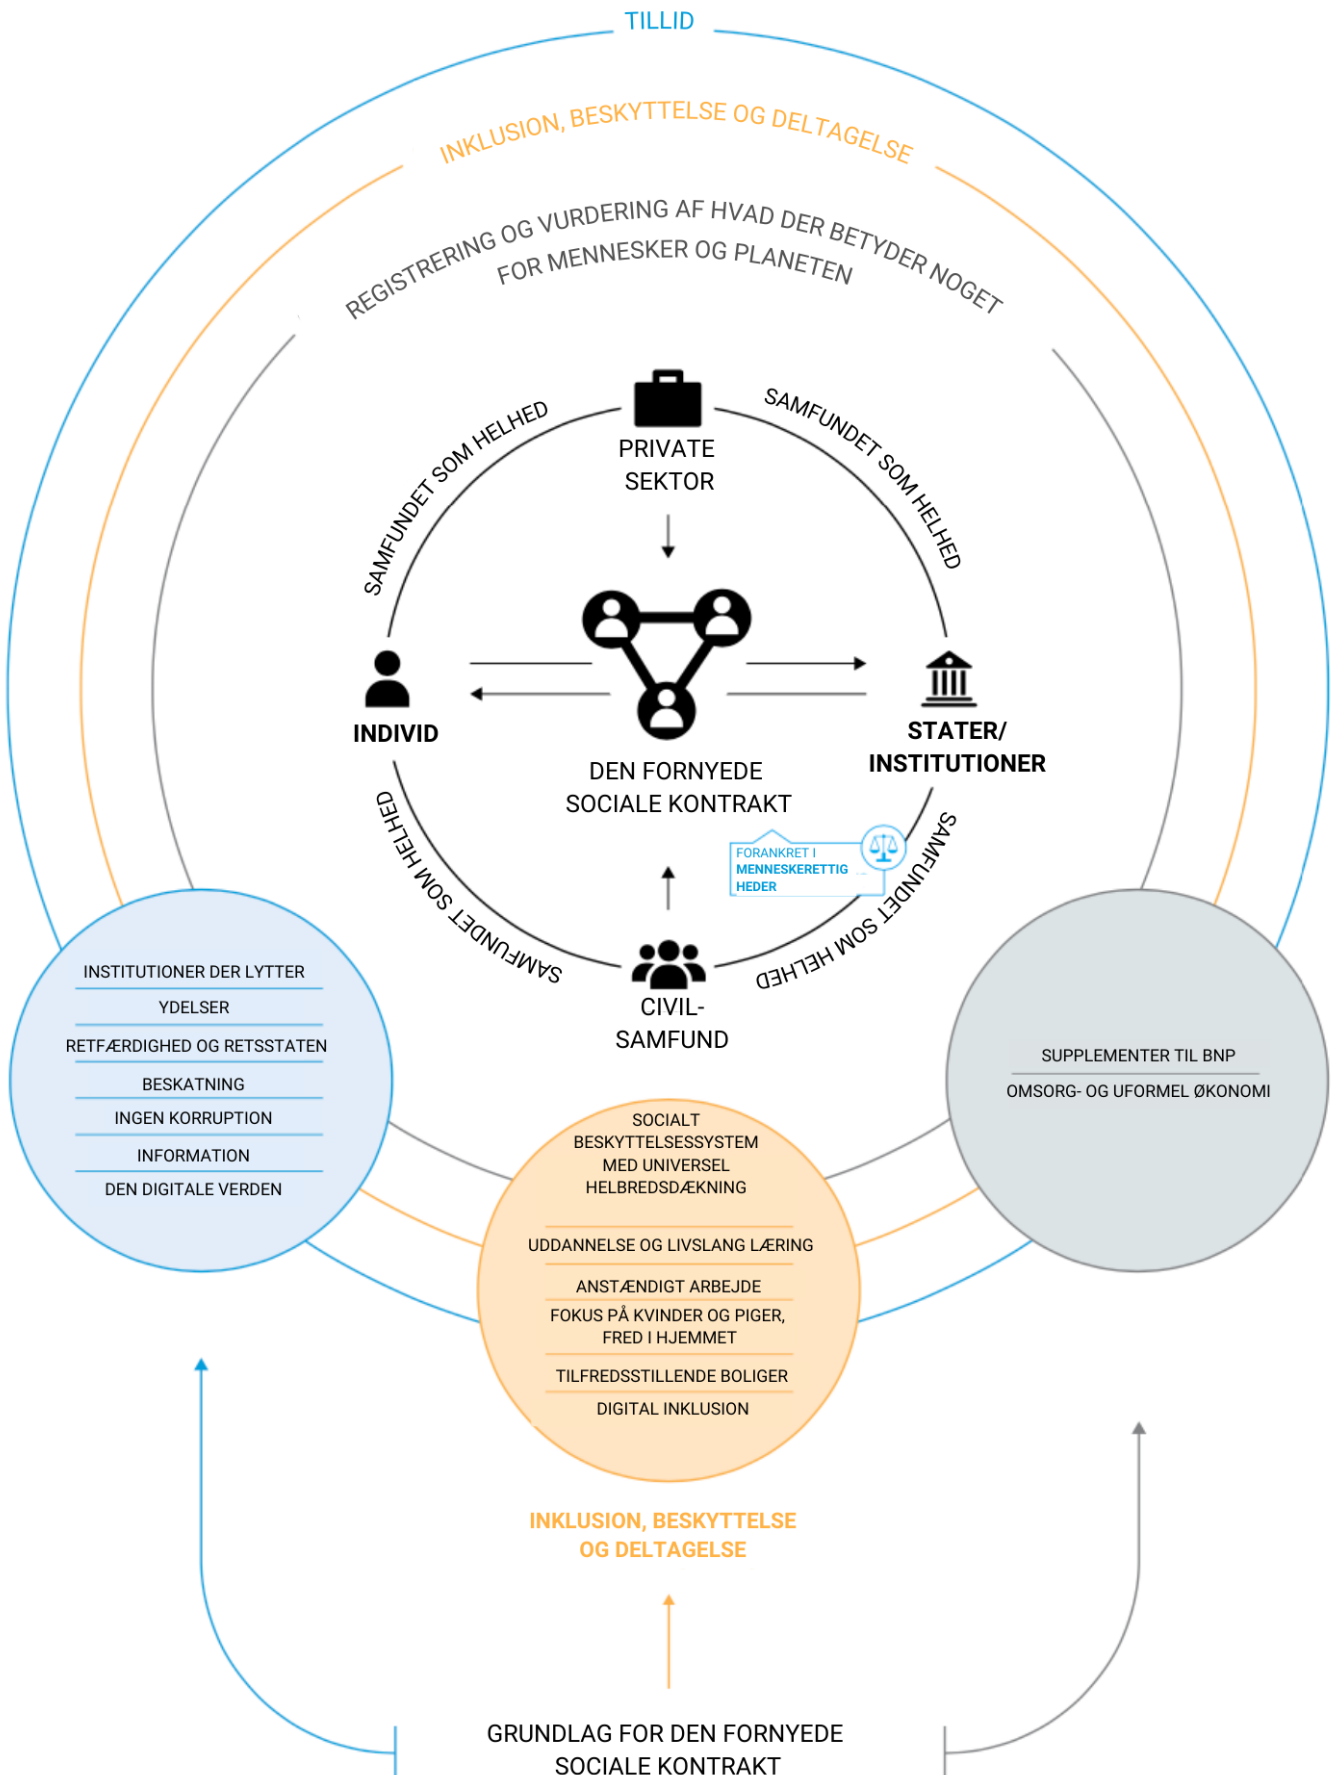 TILLID
INKLUSION, BESKYTTELSE OG DELTAGELSE
REGISTRERING OG VURDERING AF HVAD DER BETYDER NOGET
FOR MENNESKER OG PLANETEN
SAMFUNDET SOM HELHED
SAMFUNDET SOM HELHED
PRIVATE
SEKTOR
INDIVID
STATER/
INSTITUTIONER
DEN FORNYEDE
SOCIALE KONTRAKT
FORANKRET I
MENNESKERETTIG
HEDER
SAMFUNDET SOM HELHED
SAMFUNDET SOM HELHED
CIVIL-
SAMFUND
INSTITUTIONER DER LYTTER
YDELSER
RETFÆRDIGHED OG RETSSTATEN
BESKATNING
INGEN KORRUPTION
INFORMATION
DEN DIGITALE VERDEN
SOCIALT
BESKYTTELSESSYSTEM
MED UNIVERSEL
HELBREDSDÆKNING
UDDANNELSE OG LIVSLANG LÆRING
ANSTÆNDIGT ARBEJDE
FOKUS PÅ KVINDER OG PIGER,
FRED I HJEMMET
TILFREDSSTILLENDE BOLIGER
DIGITAL INKLUSION
SUPPLEMENTER TIL BNP
OMSORG- OG UFORMEL ØKONOMI
INKLUSION, BESKYTTELSE
OG DELTAGELSE
GRUNDLAG FOR DEN FORNYEDE
SOCIALE KONTRAKT